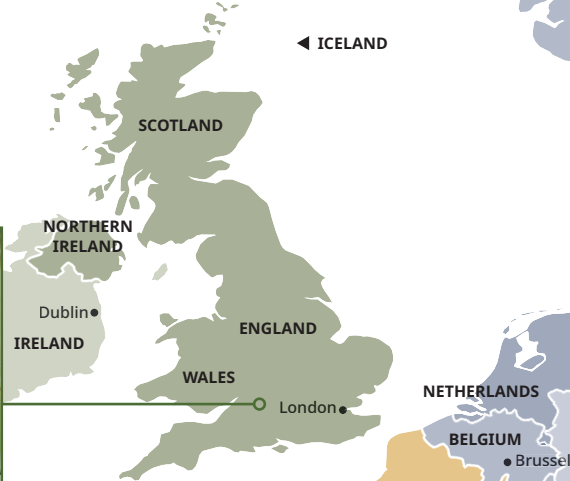 ICELAND
SCOTLAND
NORTHERN
IRELAND
Dublin
IRELAND
ENGLAND
WALES
London
NETHERLANDS
BELGIUM
Brussel